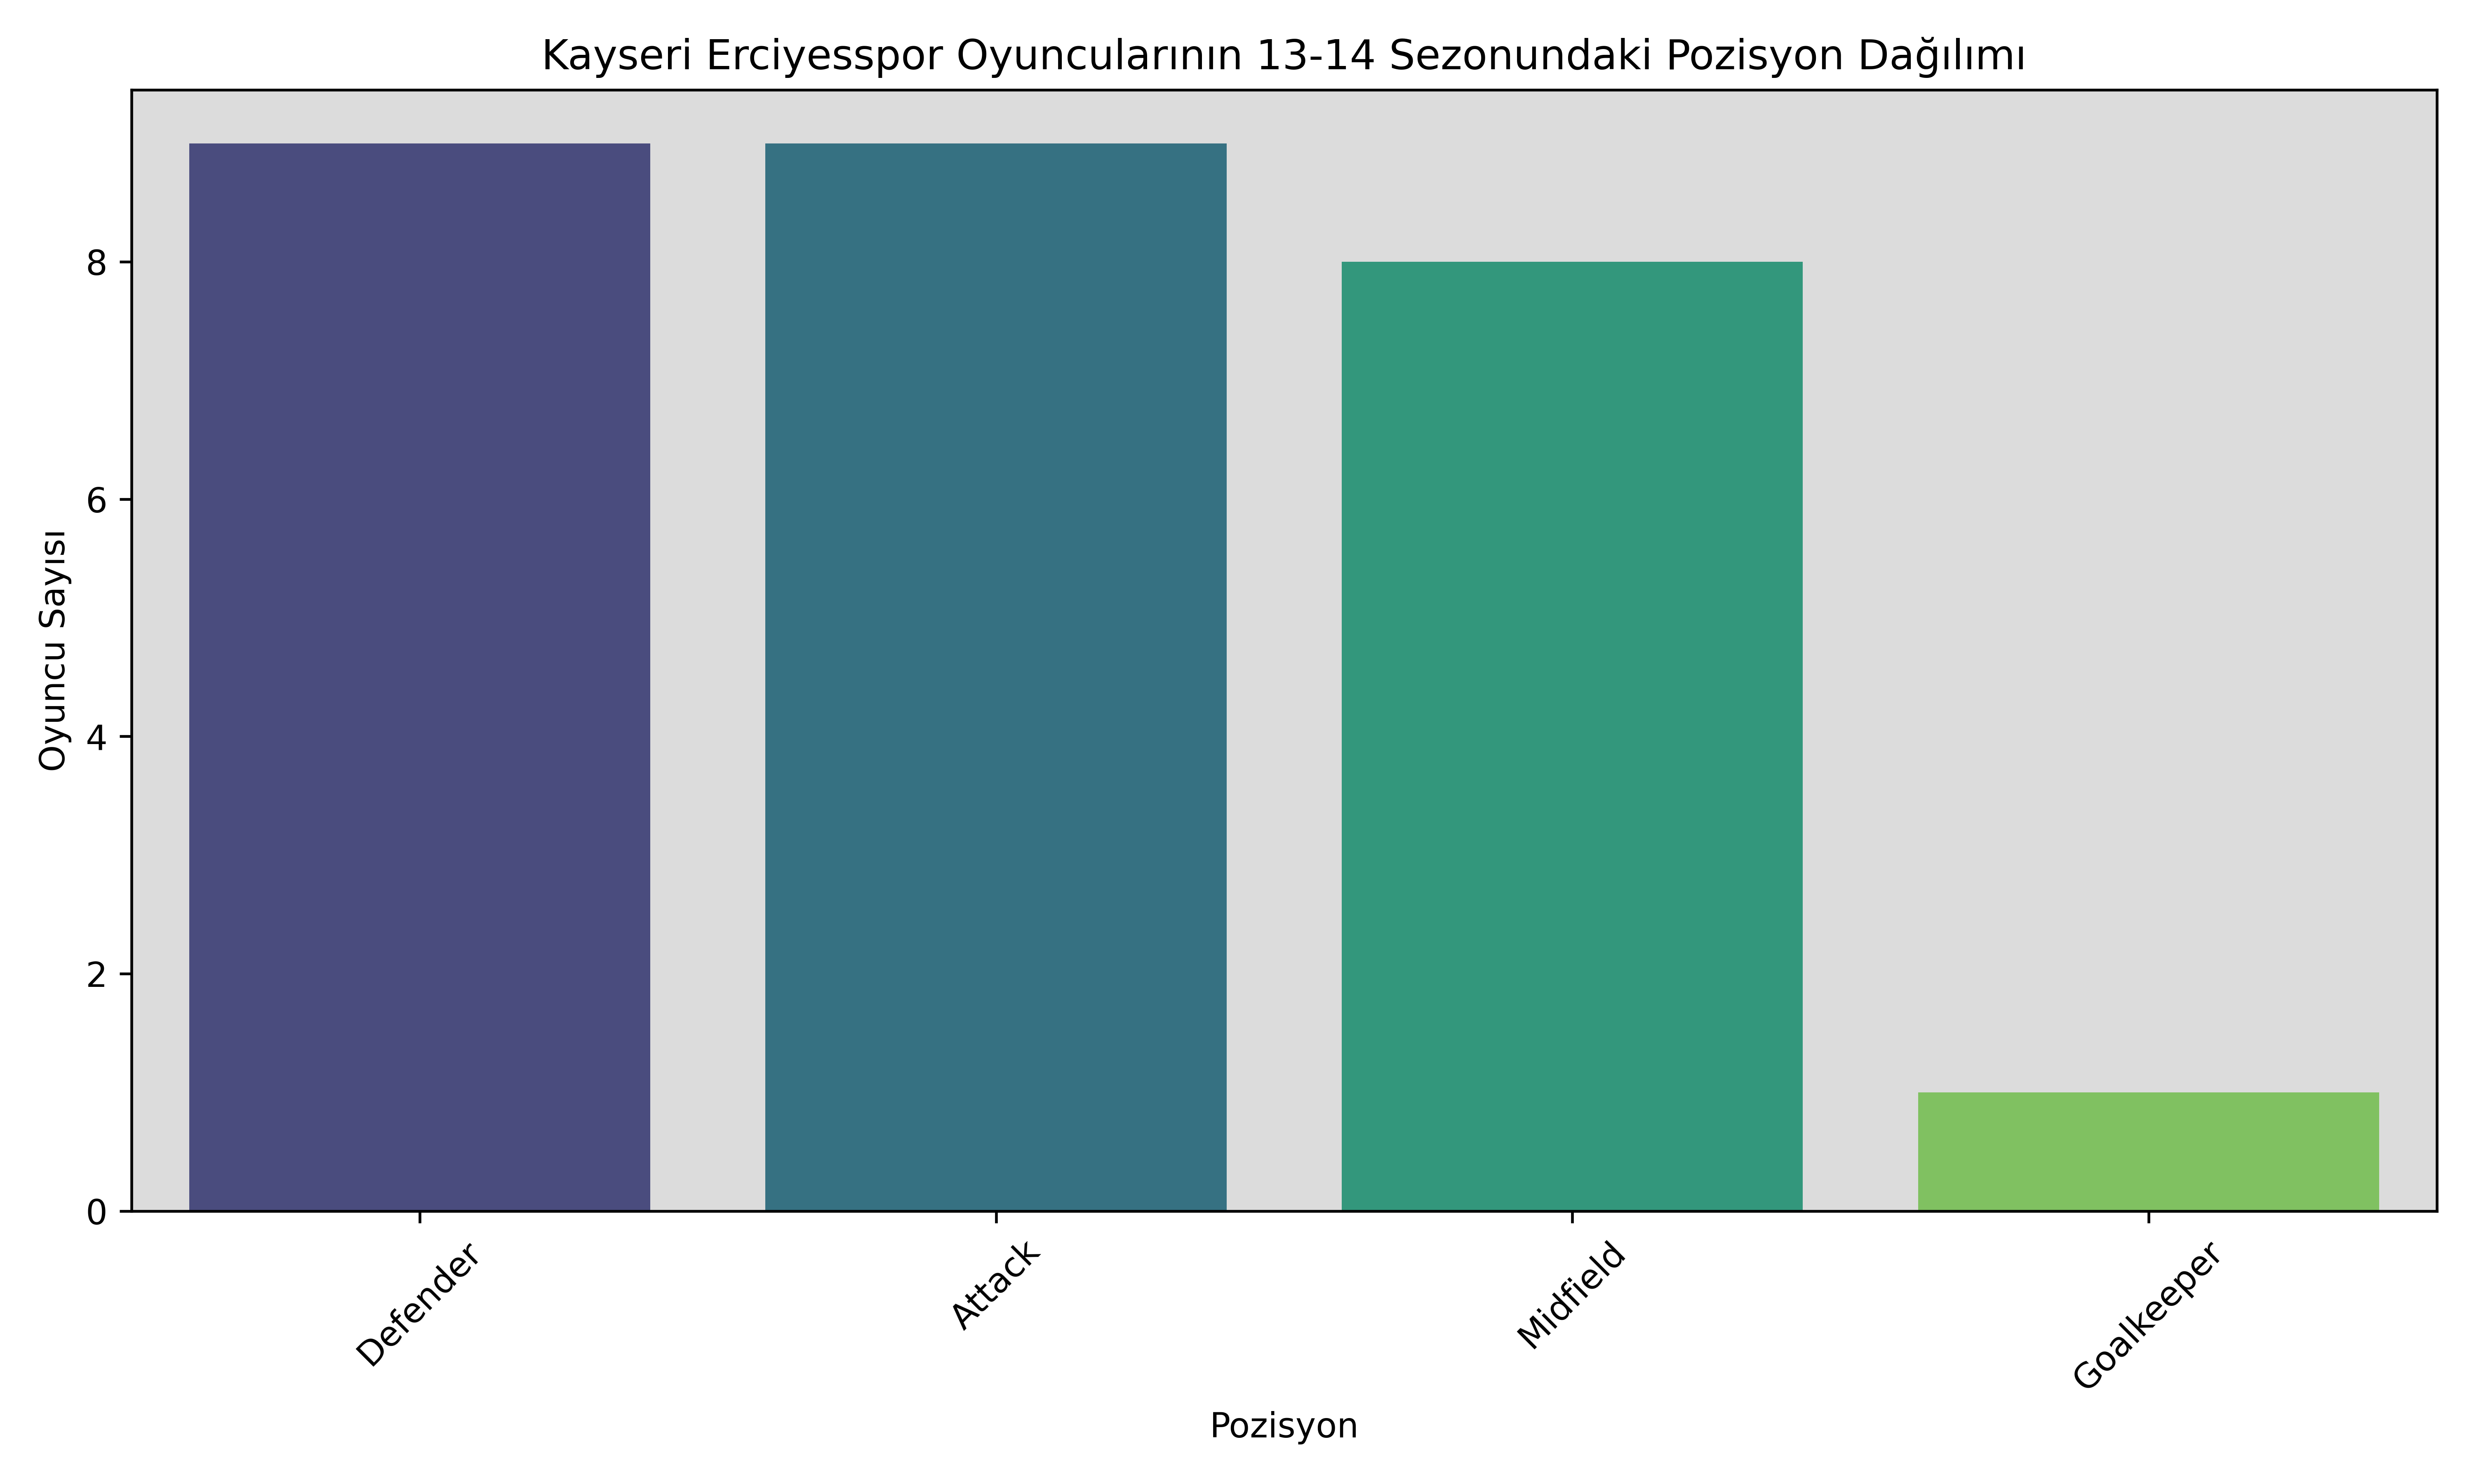 Kayseri Erciyesspor Oyuncularının 13-14 Sezonundaki Pozisyon Dağılımı
Oyuncu Sayısı
8
6
4
2
0
Defender
Attack
Midfield
Goalkeeper
Pozisyon